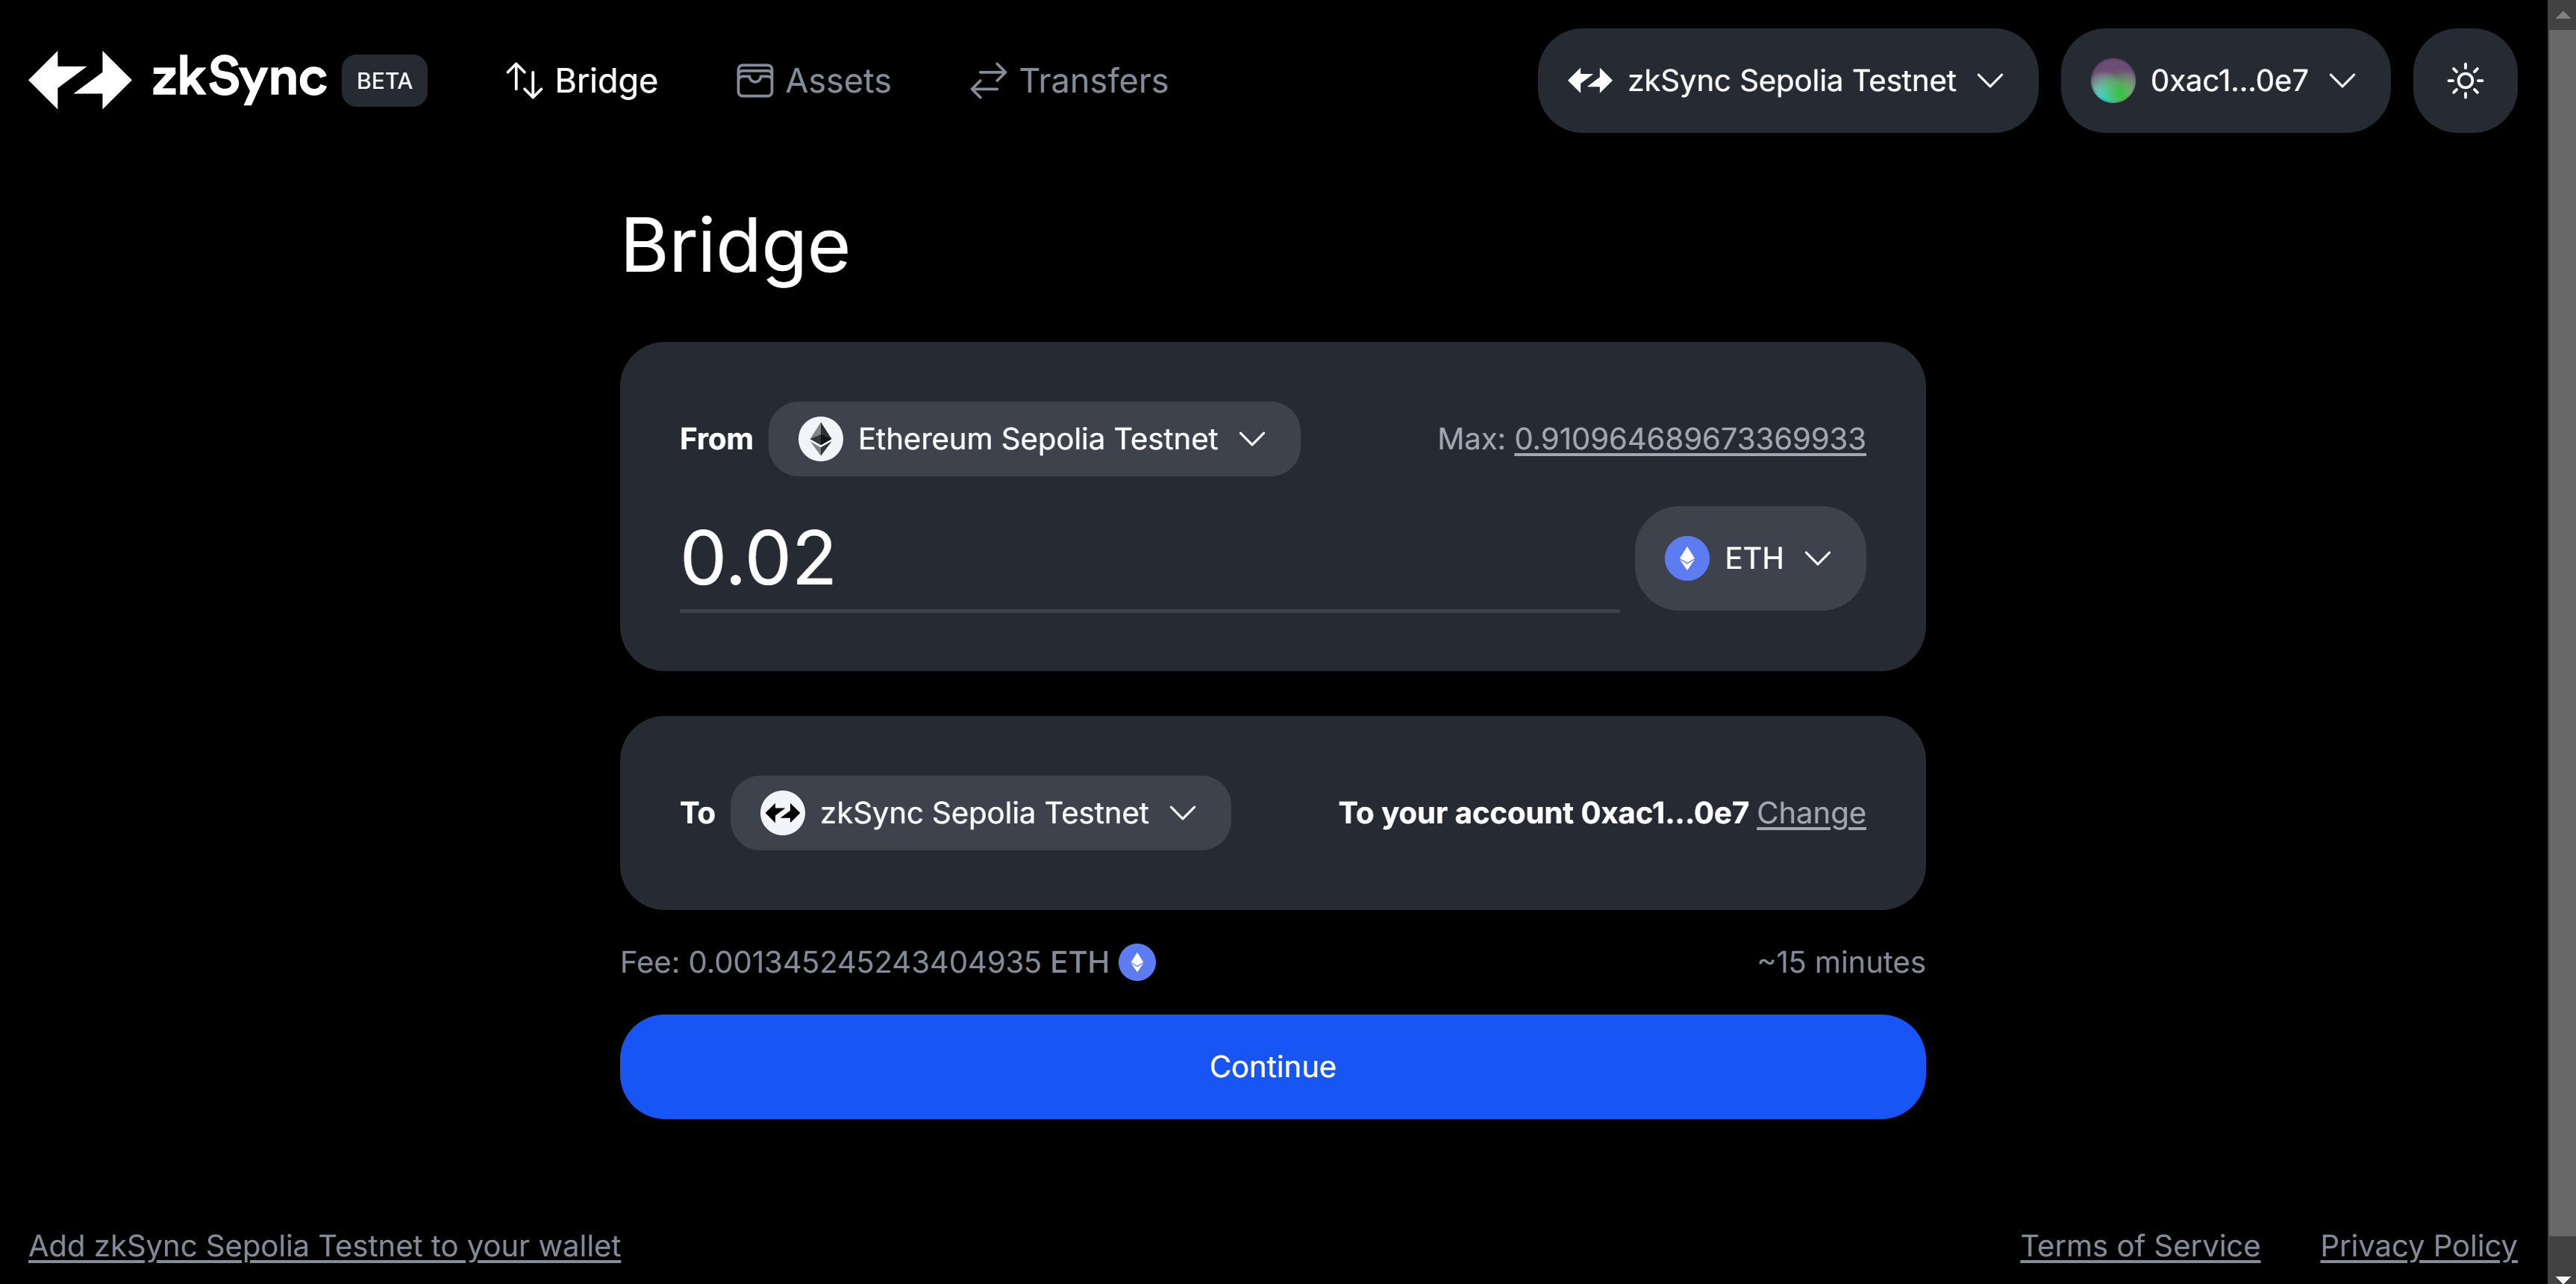 zkSync BETA Bridge Assets Transfers zkSync Sepolia Testnet 0xac1...0e7
Bridge
From Ethereum Sepolia Testnet Max: 0.910964689673369933
0.02 ETH
To zkSync Sepolia Testnet To your account 0xac1...0e7 Change
Fee: 0.001345245243404935 ETH ~15 minutes
Continue
Add zkSync Sepolia Testnet to your wallet Terms of Service Privacy Policy